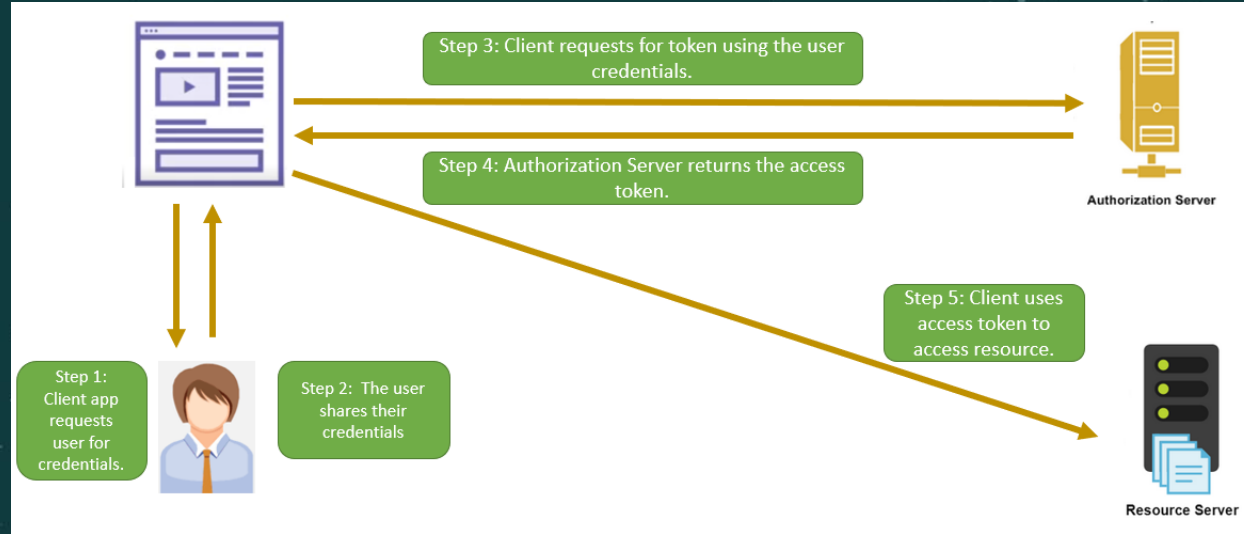 Step 3: Client requests for token using the user
credentials.
Step 4: Authorization Server returns the access
token.
Authorization Server
Step 5: Client uses
access token to
access resource.
Step 1:
Client app
requests
user for
credentials.
Step 2:  The user
shares their
credentials
Resource Server